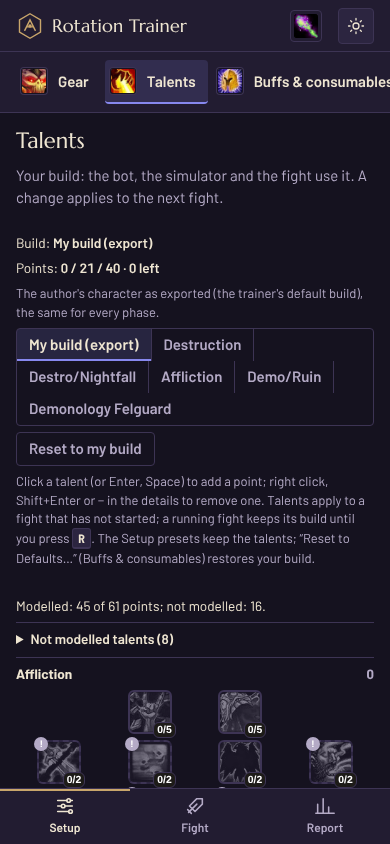 Rotation Trainer
Gear
Talents
Buffs & consumables
Talents
Your build: the bot, the simulator and the fight use it. A
change applies to the next fight.
Build: My build (export)
Points: 0 / 21 / 40 · 0 left
The author's character as exported (the trainer's default build),
the same for every phase.
My build (export)
Destruction
Destro/Nightfall
Affliction
Demo/Ruin
Demonology Felguard
Reset to my build
Click a talent (or Enter, Space) to add a point; right click,
Shift+Enter or − in the details to remove one. Talents apply to a
fight that has not started; a running fight keeps its build until
you press R. The Setup presets keep the talents; "Reset to
Defaults…" (Buffs & consumables) restores your build.
Modelled: 45 of 61 points; not modelled: 16.
Not modelled talents (8)
Affliction 0
0/5
0/5
!
0/2
!
0/2
0/2
!
0/2
Setup
Fight
Report